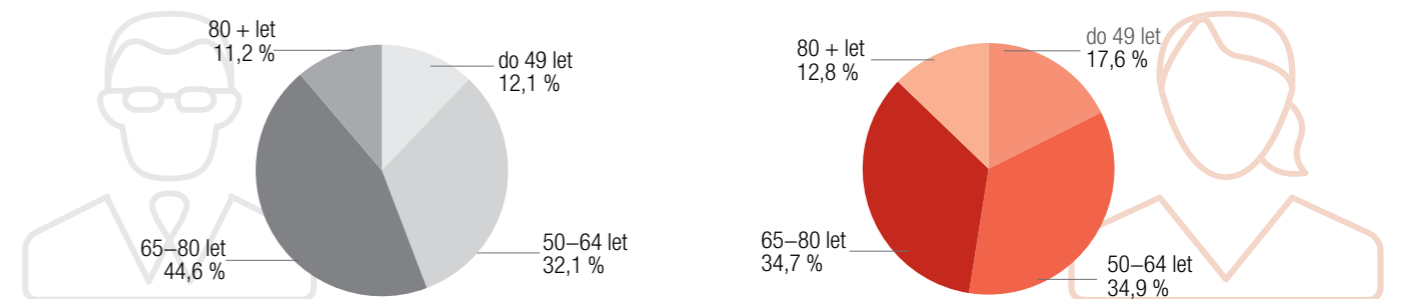 80 + let
11,2 %
do 49 let
12,1 %
65–80 let
44,6 %
50–64 let
32,1 %
80 + let
12,8 %
do 49 let
17,6 %
65–80 let
34,7 %
50–64 let
34,9 %